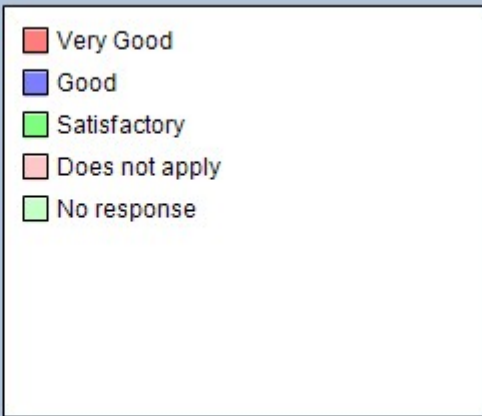 Very Good
Good
Satisfactory
Does not apply
No response